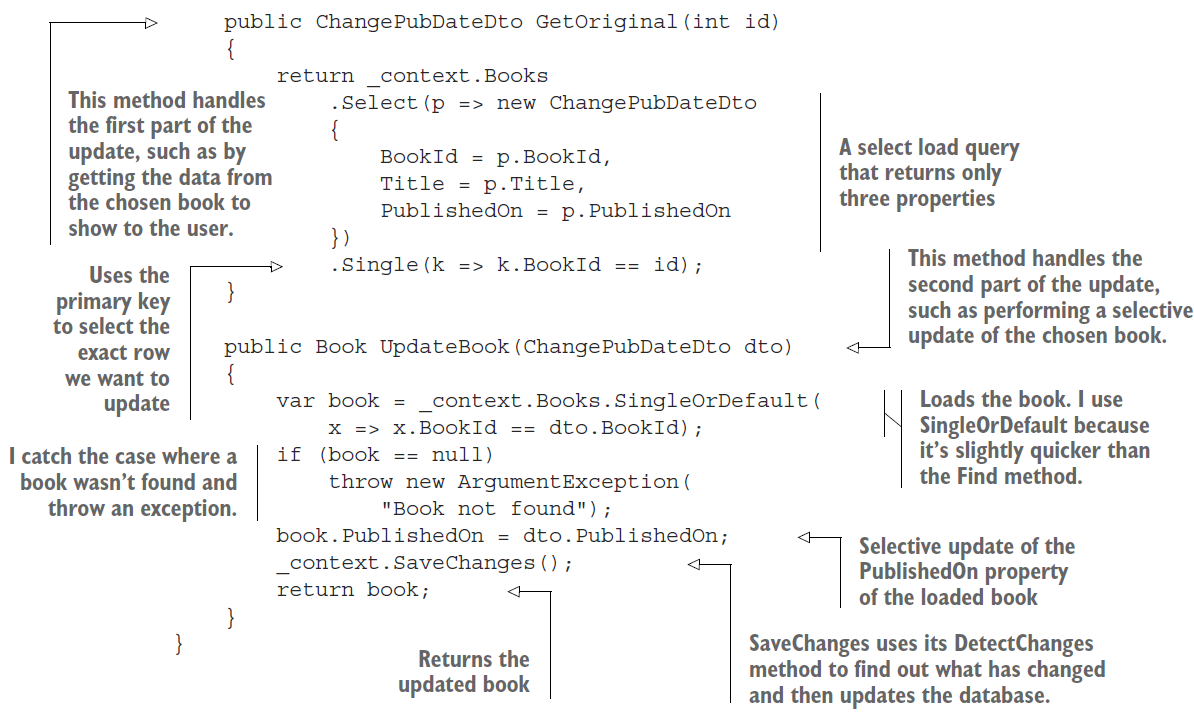 public ChangePubDateDto GetOriginal(int id)
{
return _context.Books
.Select(p => new ChangePubDateDto
{
BookId = p.BookId,
Title = p.Title,
PublishedOn = p.PublishedOn
})
.Single(k => k.BookId == id);
}
This method handles
the first part of the
update, such as by
getting the data from
the chosen book to
show to the user.
A select load query
that returns only
three properties
Uses the
primary key
to select the
exact row
we want to
update
This method handles the
second part of the update,
such as performing a selective
update of the chosen book.
public Book UpdateBook(ChangePubDateDto dto)
{
var book = _context.Books.SingleOrDefault(
x => x.BookId == dto.BookId);
if (book == null)
throw new ArgumentException(
"Book not found");
book.PublishedOn = dto.PublishedOn;
_context.SaveChanges();
return book;
}
}
Loads the book. I use
SingleOrDefault because
it's slightly quicker than
the Find method.
I catch the case where a
book wasn't found and
throw an exception.
Selective update of the
PublishedOn property
of the loaded book
SaveChanges uses its DetectChanges
method to find out what has changed
and then updates the database.
Returns the
updated book